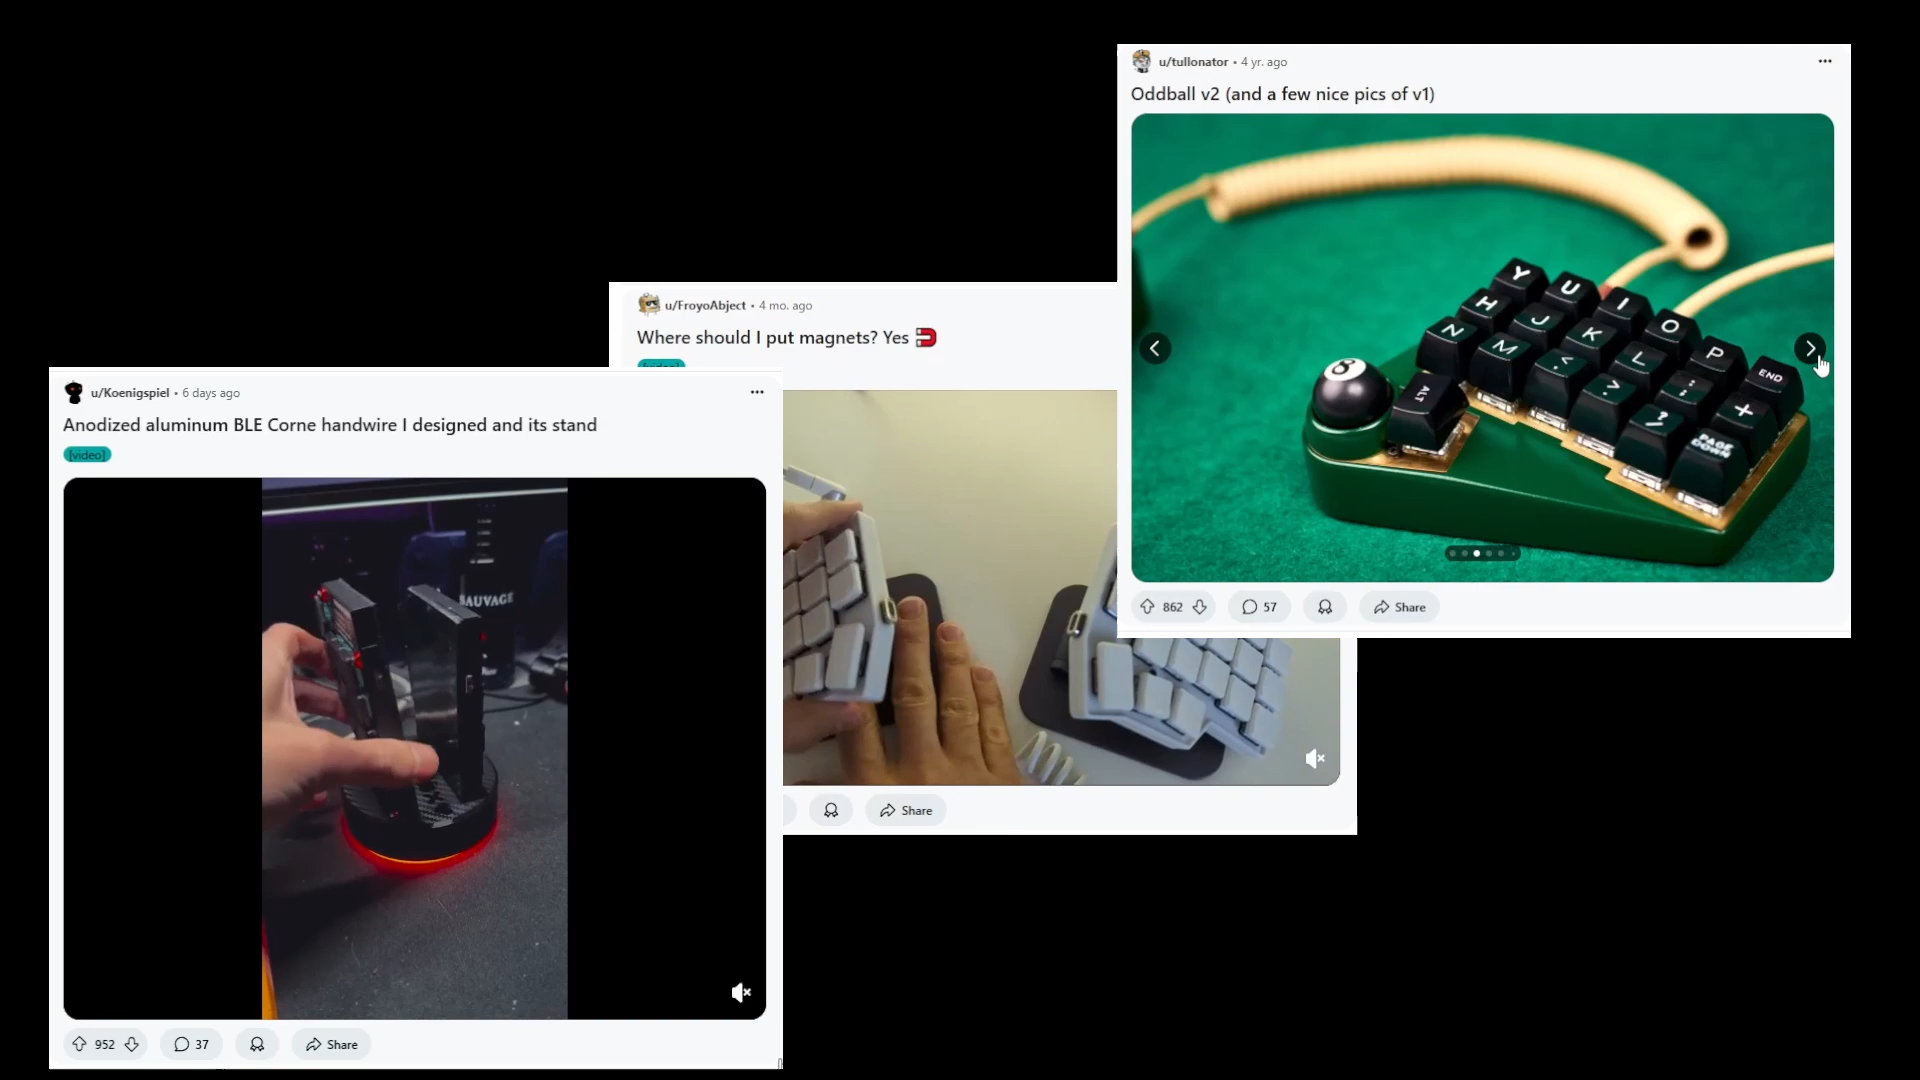 u/tullonator • 4 yr. ago
Oddball v2 (and a few nice pics of v1)
Y U I O P END
H J K L : ; +
N M < , > . ? / PAGE DOWN
8
ALT
862 57 Share
u/FroyoAbject • 4 mo. ago
Where should I put magnets? Yes
Share
u/Koenigspiel • 6 days ago
Anodized aluminum BLE Corne handwire I designed and its stand
[video]
SAUVAGE
952 37 Share